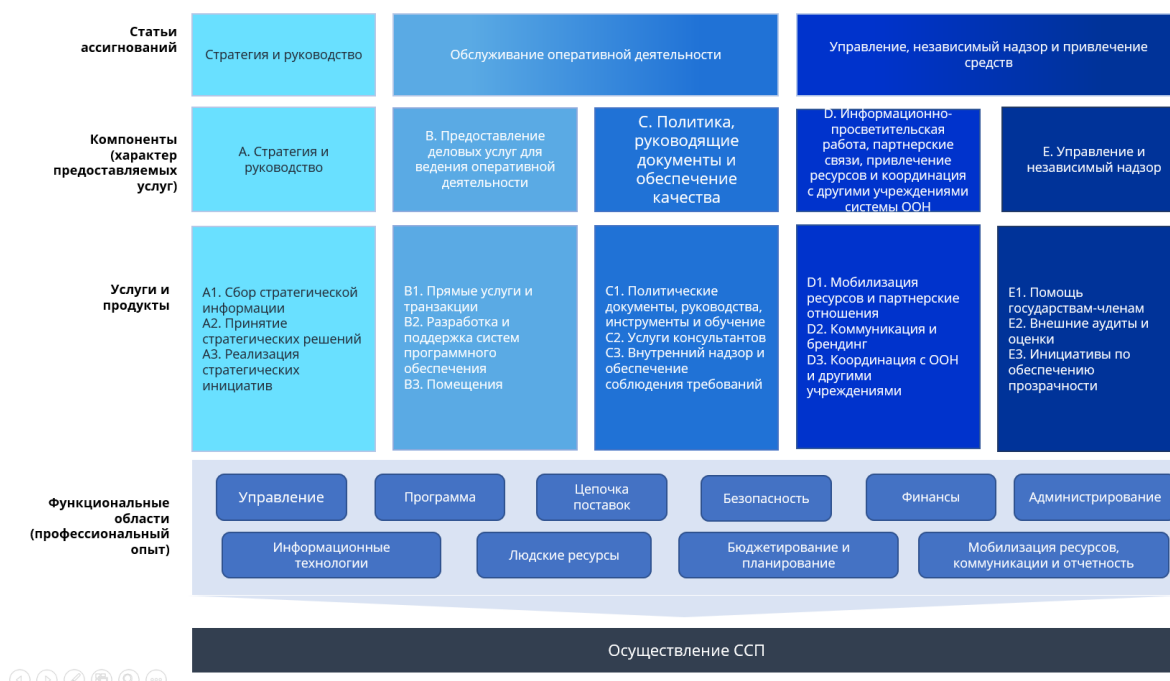 Статьи
ассигнований
Стратегия и руководство
Обслуживание оперативной деятельности
Управление, независимый надзор и привлечение
средств
Компоненты
(характер
предоставляемых
услуг)
A. Стратегия и
руководство
B. Предоставление
деловых услуг для
ведения оперативной
деятельности
C. Политика,
руководящие
документы и
обеспечение
качества
D. Информационно-
просветительская
работа, партнерские
связи, привлечение
ресурсов и координация
с другими учреждениями
системы ООН
E. Управление и
независимый надзор
Услуги и
продукты
A1. Сбор стратегической
информации
A2. Принятие
стратегических решений
A3. Реализация
стратегических
инициатив
B1. Прямые услуги и
транзакции
B2. Разработка и
поддержка систем
программного
обеспечения
B3. Помещения
C1. Политические
документы, руководства,
инструменты и обучение
C2. Услуги консультантов
C3. Внутренний надзор и
обеспечение
соблюдения требований
D1. Мобилизация
ресурсов и партнерские
отношения
D2. Коммуникация и
брендинг
D3. Координация с ООН
и другими
учреждениями
E1. Помощь
государствам-членам
E2. Внешние аудиты и
оценки
E3. Инициативы по
обеспечению
прозрачности
Функциональные
области
(профессиональный
опыт)
Управление
Программа
Цепочка
поставок
Безопасность
Финансы
Администрирование
Информационные
технологии
Людские ресурсы
Бюджетирование и
планирование
Мобилизация ресурсов,
коммуникации и отчетность
Осуществление ССП